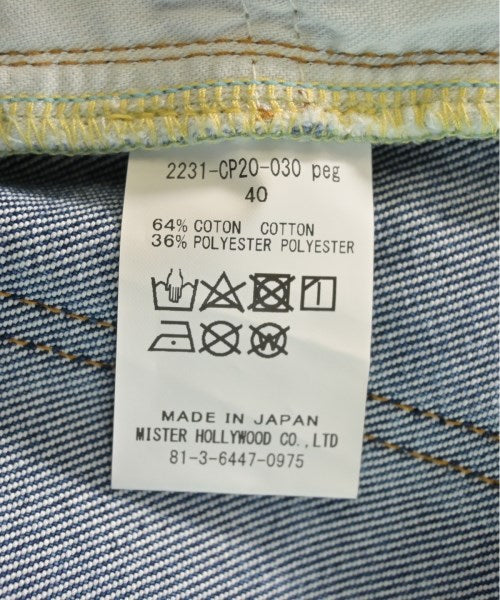 2231-CP20-030 peg
40
64% COTON COTTON
36% POLYESTER POLYESTER
W
MADE IN JAPAN
MISTER HOLLYWOOD CO., LTD
81-3-6447-0975